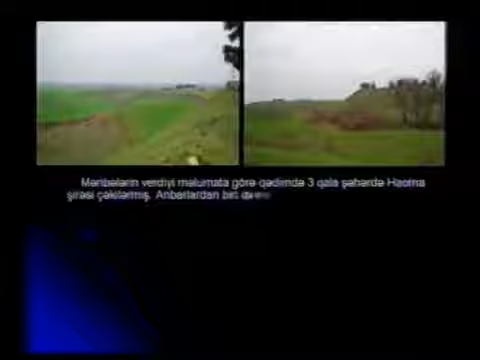 Mənbələrin verdiyi məlumata görə qədimdə 3 qala şəhərdə Haoma
şirəsi çəkilərmiş. Anbarlardan biri